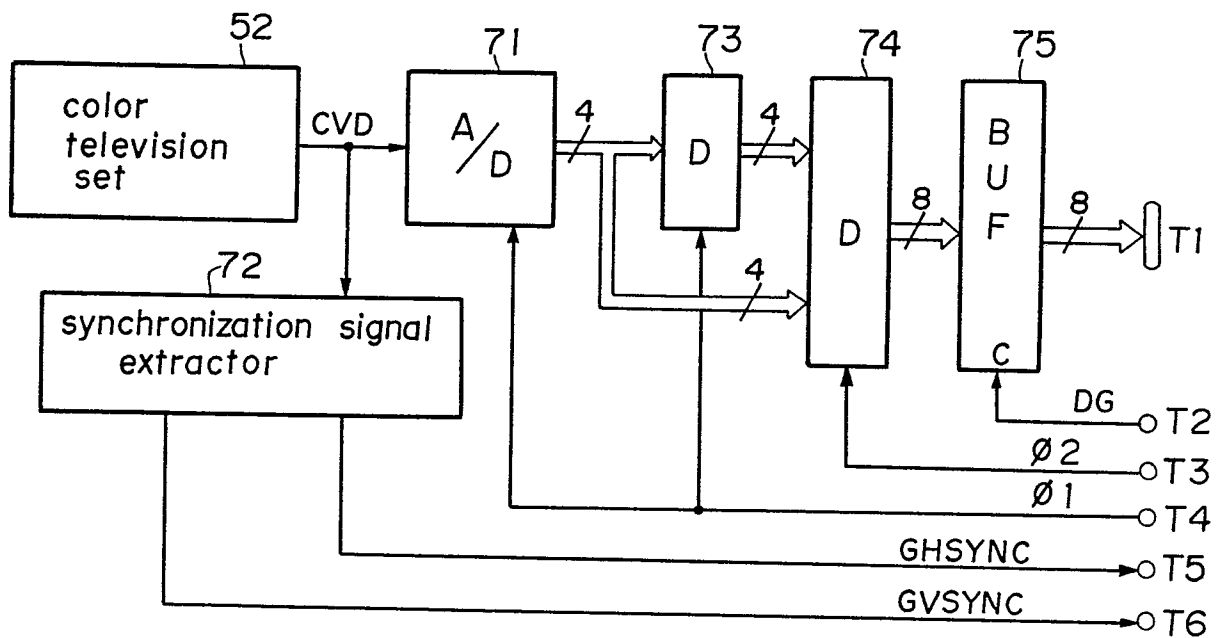 52
71
73
74
75
color
television
set
CVD
A/D
4
D
4
D
8
BUF
C
8
T1
4
72
synchronization signal
extractor
DG
T2
Ø2
T3
Ø1
T4
GHSYNC
T5
GVSYNC
T6